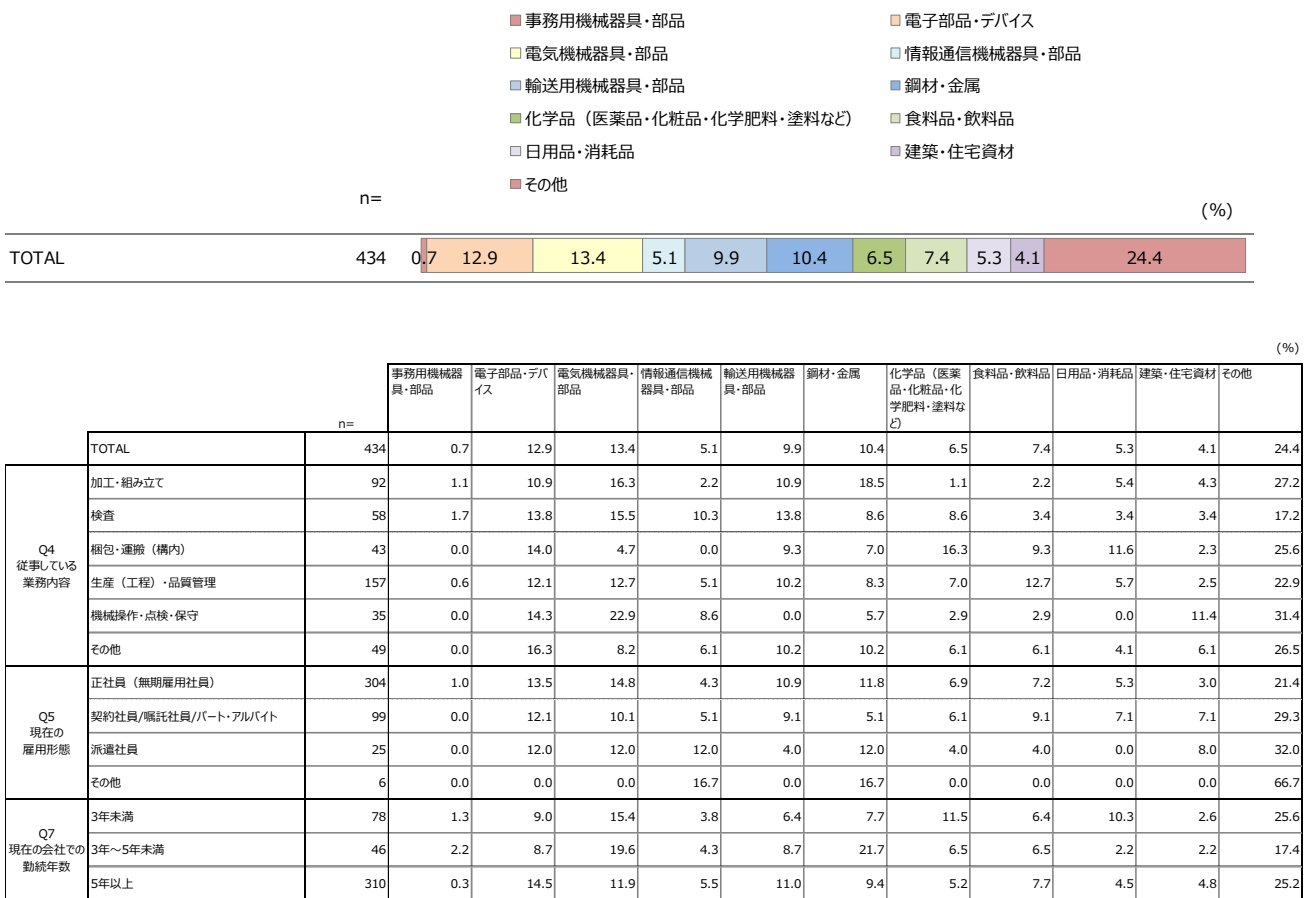 事務用機械器具・部品 電子部品・デバイス
電気機械器具・部品 情報通信機械器具・部品
輸送用機械器具・部品 鋼材・金属
化学品（医薬品・化粧品・化学肥料・塗料など） 食料品・飲料品
日用品・消耗品 建築・住宅資材
その他
n=
(%)
TOTAL 434 0.7 12.9 13.4 5.1 9.9 10.4 6.5 7.4 5.3 4.1 24.4
(%)
事務用機械器 電子部品・デバ 電気機械器具・ 情報通信機械 輸送用機械器 鋼材・金属 化学品（医薬 食料品・飲料品 日用品・消耗品 建築・住宅資材 その他
具・部品 イス 部品 器具・部品 具・部品 品・化粧品・化
学肥料・塗料な
n= ど）
TOTAL 434 0.7 12.9 13.4 5.1 9.9 10.4 6.5 7.4 5.3 4.1 24.4
Q4
従事している
業務内容
加工・組み立て 92 1.1 10.9 16.3 2.2 10.9 18.5 1.1 2.2 5.4 4.3 27.2
検査 58 1.7 13.8 15.5 10.3 13.8 8.6 8.6 3.4 3.4 3.4 17.2
梱包・運搬（構内） 43 0.0 14.0 4.7 0.0 9.3 7.0 16.3 9.3 11.6 2.3 25.6
生産（工程）・品質管理 157 0.6 12.1 12.7 5.1 10.2 8.3 7.0 12.7 5.7 2.5 22.9
機械操作・点検・保守 35 0.0 14.3 22.9 8.6 0.0 5.7 2.9 2.9 0.0 11.4 31.4
その他 49 0.0 16.3 8.2 6.1 10.2 10.2 6.1 6.1 4.1 6.1 26.5
Q5
現在の
雇用形態
正社員（無期雇用社員） 304 1.0 13.5 14.8 4.3 10.9 11.8 6.9 7.2 5.3 3.0 21.4
契約社員/嘱託社員/パート・アルバイト 99 0.0 12.1 10.1 5.1 9.1 5.1 6.1 9.1 7.1 7.1 29.3
派遣社員 25 0.0 12.0 12.0 12.0 4.0 12.0 4.0 4.0 0.0 8.0 32.0
その他 6 0.0 0.0 0.0 16.7 0.0 16.7 0.0 0.0 0.0 0.0 66.7
Q7
現在の会社での
勤続年数
3年未満 78 1.3 9.0 15.4 3.8 6.4 7.7 11.5 6.4 10.3 2.6 25.6
3年～5年未満 46 2.2 8.7 19.6 4.3 8.7 21.7 6.5 6.5 2.2 2.2 17.4
5年以上 310 0.3 14.5 11.9 5.5 11.0 9.4 5.2 7.7 4.5 4.8 25.2